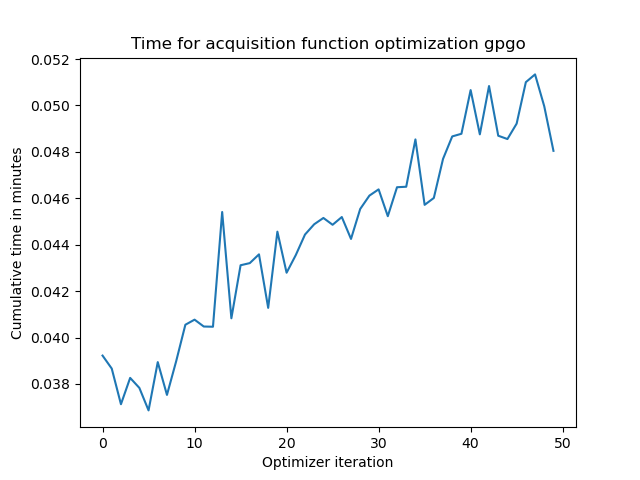 Time for acquisition function optimization gpgo
0.052
0.050
0.048
0.046
0.044
0.042
0.040
0.038
Cumulative time in minutes
0 10 20 30 40 50
Optimizer iteration